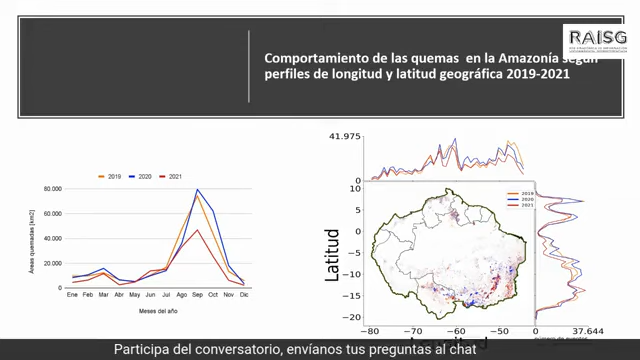 Comportamiento de las quemas en la Amazonía según
perfiles de longitud y latitud geográfica 2019-2021
RAISG
2019 2020 2021
Áreas quemadas (km2)
80.000
60.000
40.000
20.000
0
Ene Feb Mar Abr May Jun Jul Ago Sep Oct Nov Dic
Meses del año
41.975
0
2019
2020
2021
Latitud
10
5
0
−5
−10
−15
−20
−80 −70 −60 −50 0 37.644
Participa del conversatorio, envíanos tus preguntas al chat